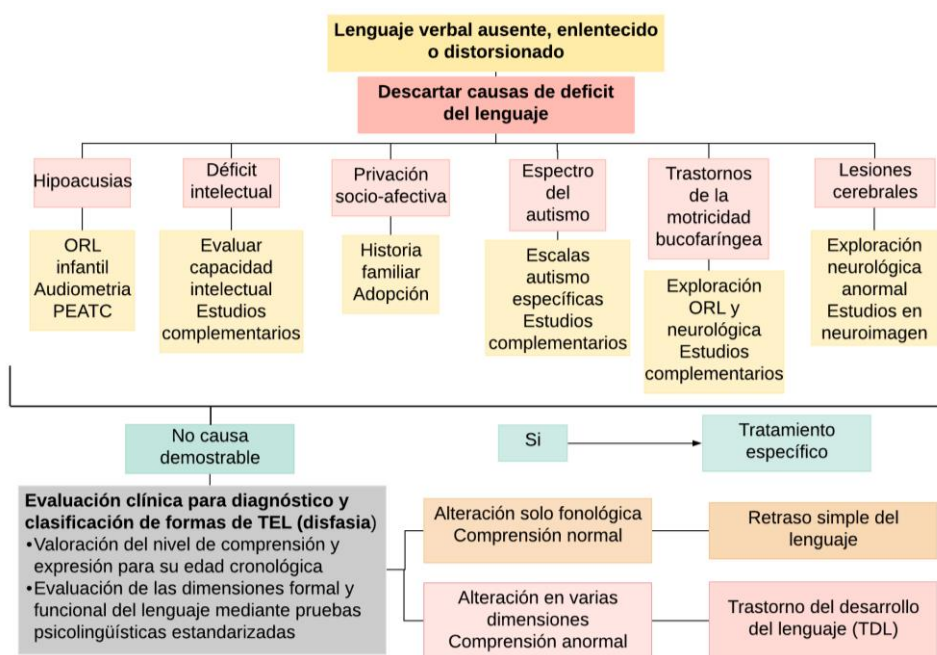 Lenguaje verbal ausente, enlentecido
o distorsionado
Descartar causas de deficit
del lenguaje
Hipoacusias
Déficit
intelectual
Privación
socio-afectiva
Espectro
del
autismo
Trastornos
de la
motricidad
bucofaríngea
Lesiones
cerebrales
ORL
infantil
Audiometria
PEATC
Evaluar
capacidad
intelectual
Estudios
complementarios
Historia
familiar
Adopción
Escalas
autismo
específicas
Estudios
complementarios
Exploración
ORL y
neurológica
Estudios
complementarios
Exploración
neurológica
anormal
Estudios en
neuroimagen
No causa
demostrable
Si
Tratamiento
específico
Evaluación clínica para diagnóstico y
clasificación de formas de TEL (disfasia)
•Valoración del nivel de comprensión y
expresión para su edad cronológica
•Evaluación de las dimensiones formal y
funcional del lenguaje mediante pruebas
psicolingüísticas estandarizadas
Alteración solo fonológica
Comprensión normal
Retraso simple del
lenguaje
Alteración en varias
dimensiones
Comprensión anormal
Trastorno del desarrollo
del lenguaje (TDL)